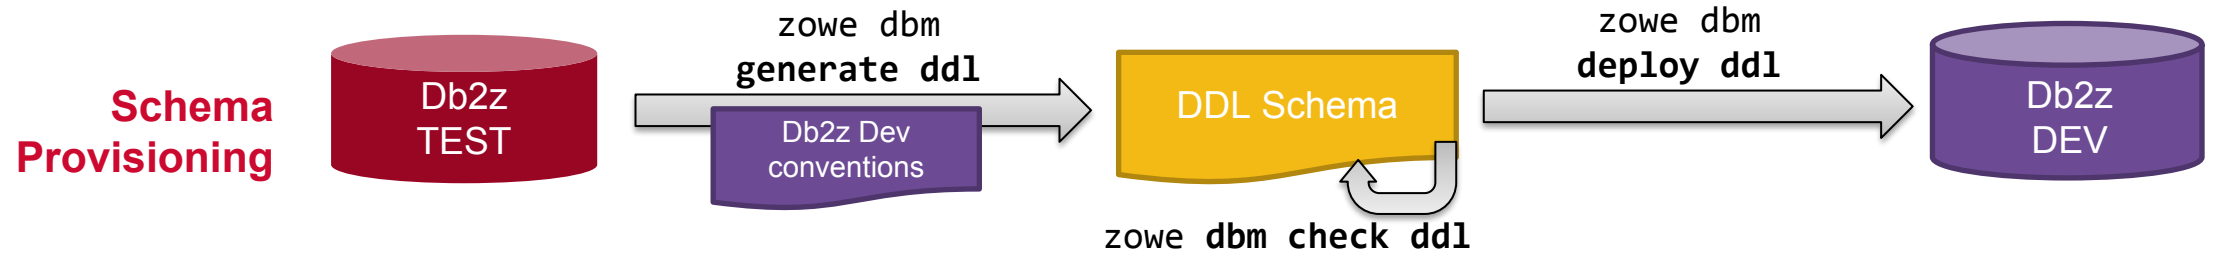 Schema
Provisioning
Db2z
TEST
zowe dbm
generate ddl
Db2z Dev
conventions
DDL Schema
zowe dbm check ddl
zowe dbm
deploy ddl
Db2z
DEV